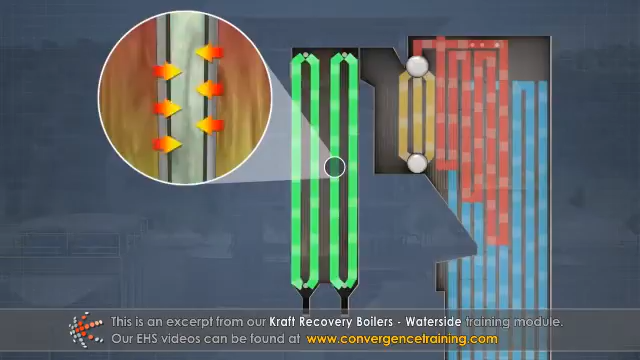 This is an excerpt from our Kraft Recovery Boilers - Waterside training module.
Our EHS videos can be found at www.convergencetraining.com